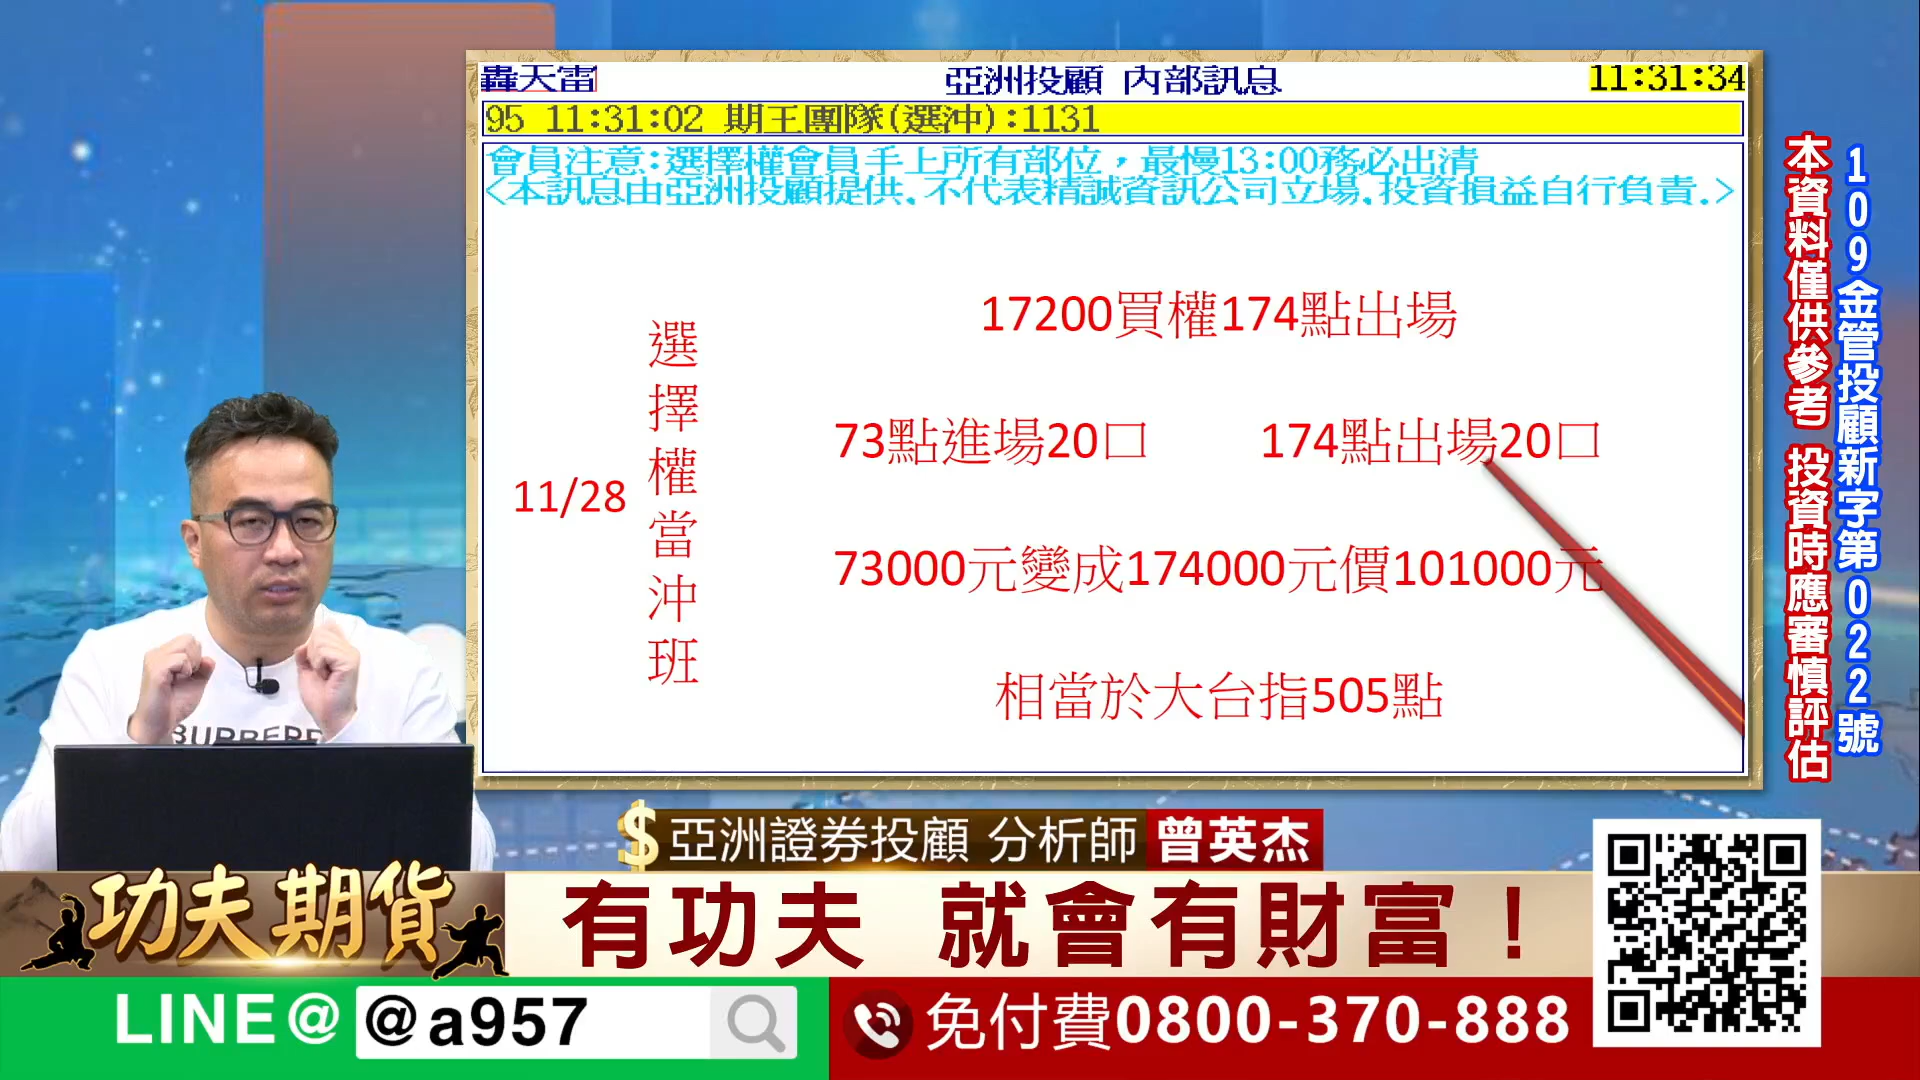 轟天雷
亞洲投顧 內部訊息
11:31:34
95 11:31:02 期王團隊(選沖):1131
會員注意:選擇權會員手上所有部位，最慢13:00務必出清
<本訊息由亞洲投顧提供.不代表精誠資訊公司立場.投資損益自行負責.>
11/28
選擇權當沖班
17200買權174點出場
73點進場20口
174點出場20口
73000元變成174000元價101000元
相當於大台指505點
109金管投顧新字第022號
本資料僅供參考 投資時應審慎評估
BURBERR
$亞洲證券投顧 分析師 曾英杰
功夫期貨
有功夫 就會有財富！
LINE@ @a957
免付費0800-370-888